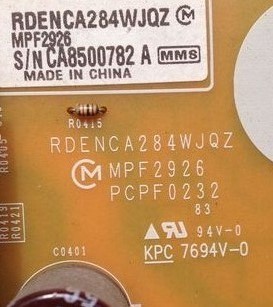 RDENCA284WJQZ M
MPF2926
S/N CA8500782 A MMS
MADE IN CHINA
R0415
RDENCA284WJQZ
M MPF2926
PCPF0232
83
94V-0
KPC 7694V-0
C0401
R0405
R0419
R0421